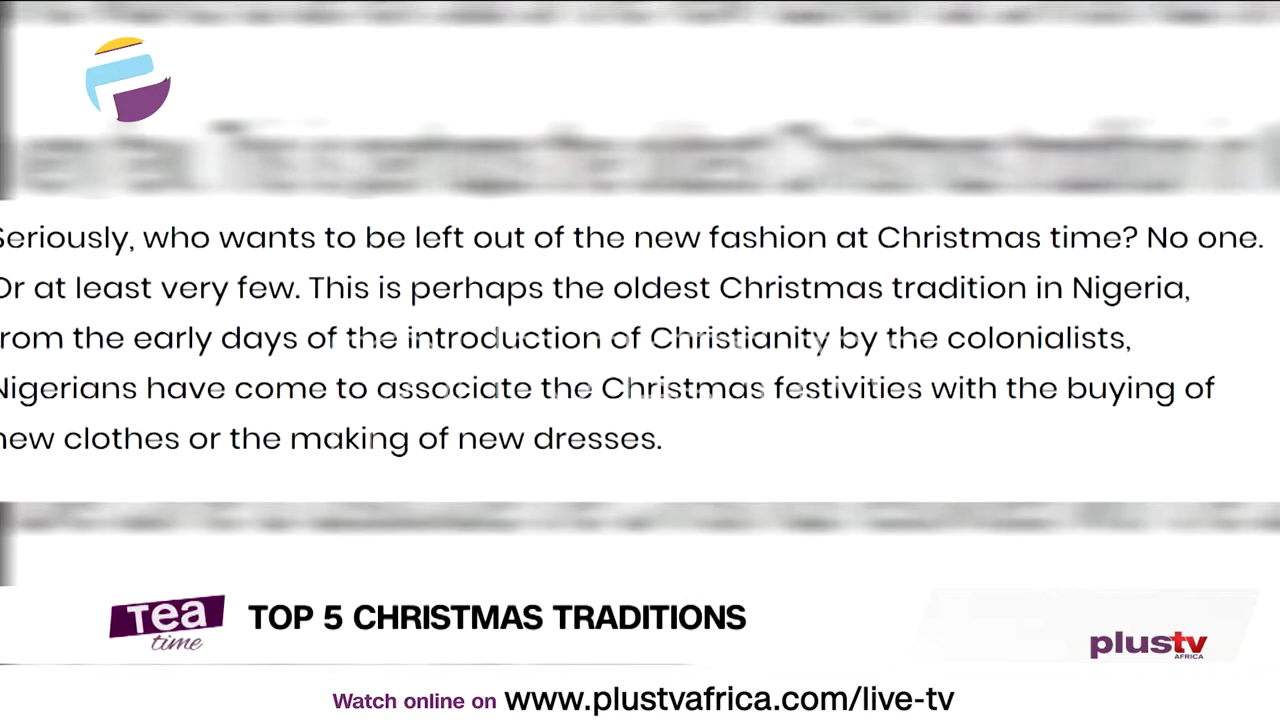 Seriously, who wants to be left out of the new fashion at Christmas time? No one.
Or at least very few. This is perhaps the oldest Christmas tradition in Nigeria,
from the early days of the introduction of Christianity by the colonialists,
Nigerians have come to associate the Christmas festivities with the buying of
new clothes or the making of new dresses.
Tea
time
TOP 5 CHRISTMAS TRADITIONS
plustv
AFRICA
Watch online on www.plustvafrica.com/live-tv